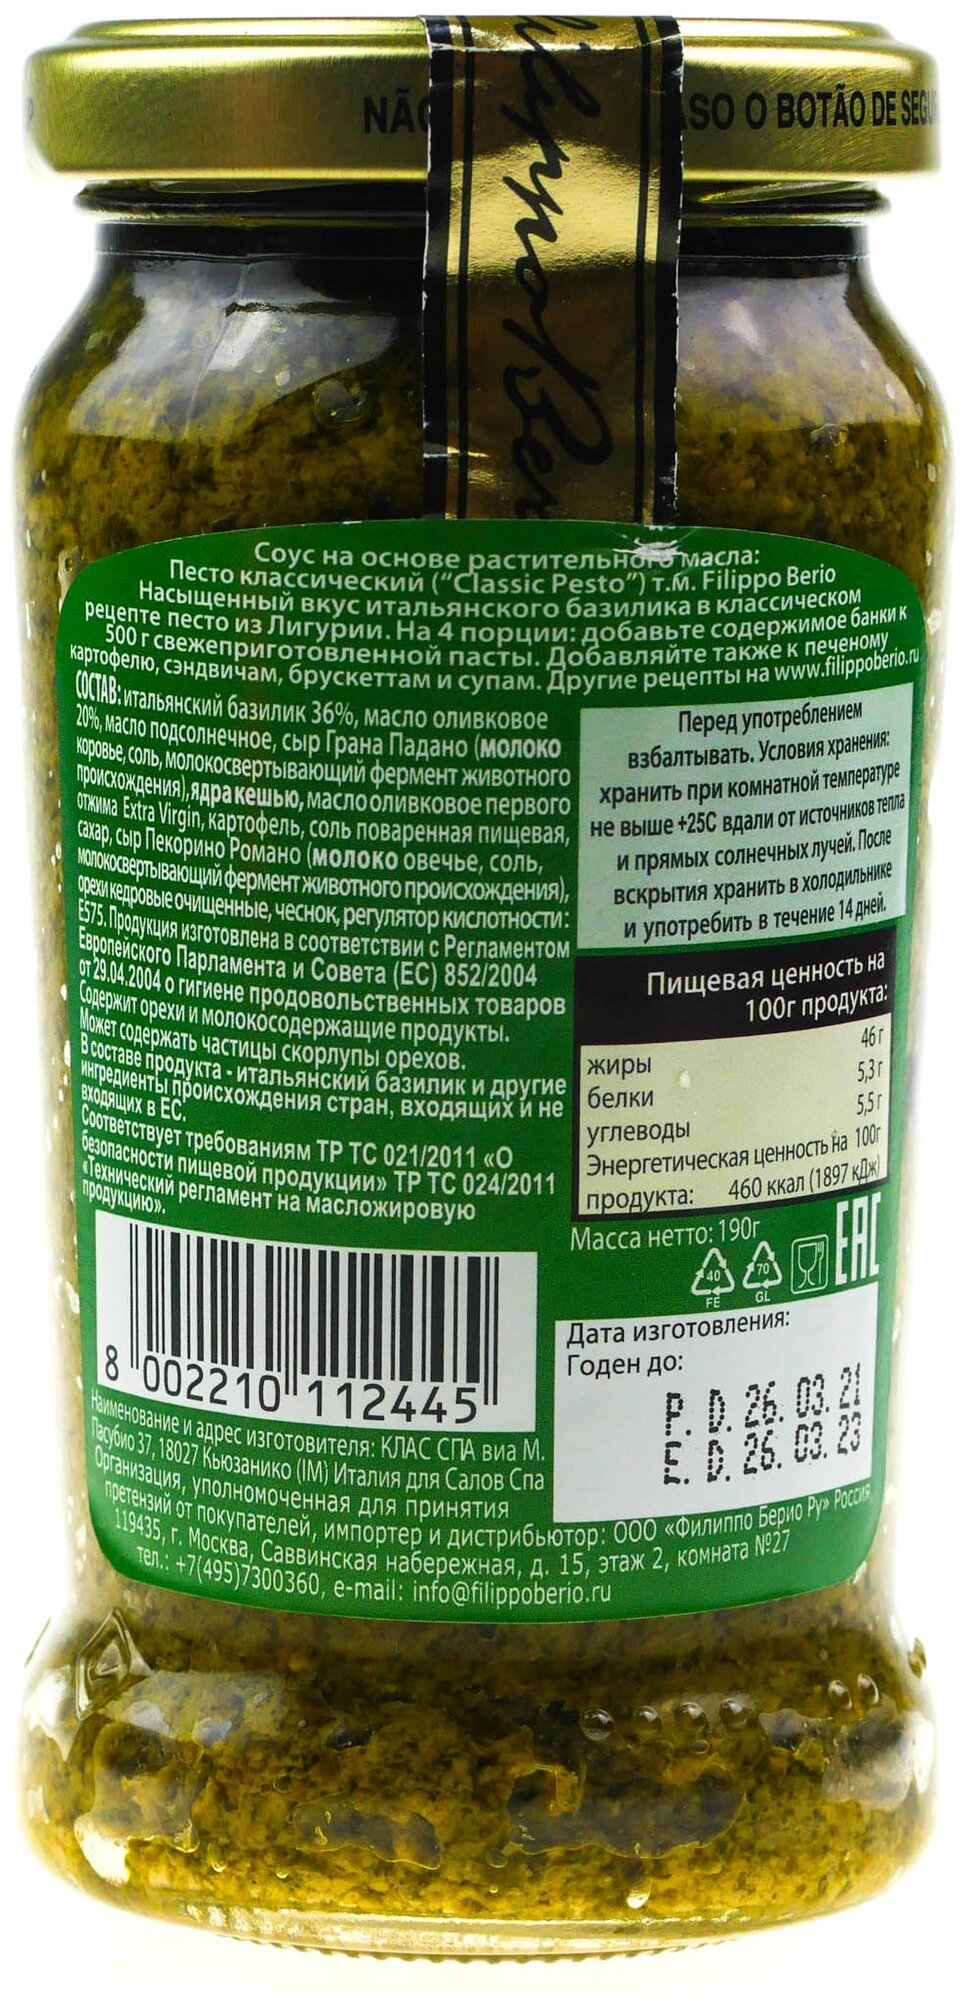 NÃO
ASO O BOTÃO DE SEGU
Filippo Ber
Соус на основе растительного масла:
Песто классический (“Classic Pesto”) т.м. Filippo Berio
Насыщенный вкус итальянского базилика в классическом
рецепте песто из Лигурии. На 4 порции: добавьте содержимое банки к
500 г свежеприготовленной пасты. Добавляйте также к печеному
картофелю, сэндвичам, брускеттам и супам. Другие рецепты на www.filippoberio.ru
СОСТАВ: итальянский базилик 36%, масло оливковое
20%, масло подсолнечное, сыр Грана Падано (молоко
коровье, соль, молокосвертывающий фермент животного
происхождения), ядра кешью, масло оливковое первого
отжима Extra Virgin, картофель, соль поваренная пищевая,
сахар, сыр Пекорино Романо (молоко овечье, соль,
молокосвертывающий фермент животного происхождения),
орехи кедровые очищенные, чеснок, регулятор кислотности:
Е575. Продукция изготовлена в соответствии с Регламентом
Европейского Парламента и Совета (ЕС) 852/2004
от 29.04.2004 о гигиене продовольственных товаров
Содержит орехи и молокосодержащие продукты.
Может содержать частицы скорлупы орехов.
В составе продукта - итальянский базилик и другие
ингредиенты происхождения стран, входящих и не
входящих в ЕС.
Соответствует требованиям ТР ТС 021/2011 «О
безопасности пищевой продукции» ТР ТС 024/2011
«Технический регламент на масложировую
продукцию».
Перед употреблением
взбалтывать. Условия хранения:
хранить при комнатной температуре
не выше +25С вдали от источников тепла
и прямых солнечных лучей. После
вскрытия хранить в холодильнике
и употребить в течение 14 дней.
Пищевая ценность на
100г продукта:
жиры 46 г
белки 5,3 г
углеводы 5,5 г
Энергетическая ценность на 100г
продукта: 460 ккал (1897 кДж)
Масса нетто: 190г
40
FE
70
GL
EAC
Дата изготовления:
Годен до:
P. D. 26. 03. 21
E. D. 26. 03. 23
8 002210 112445
Наименование и адрес изготовителя: КЛАС СПА виа М.
Пасубио 37, 18027 Кьюзанико (IM) Италия для Салов Спа
Организация, уполномоченная для принятия
претензий от покупателей, импортер и дистрибьютор: ООО «Филиппо Берио Ру» Россия,
119435, г. Москва, Саввинская набережная, д. 15, этаж 2, комната №27
тел.: +7(495)7300360, e-mail: info@filippoberio.ru